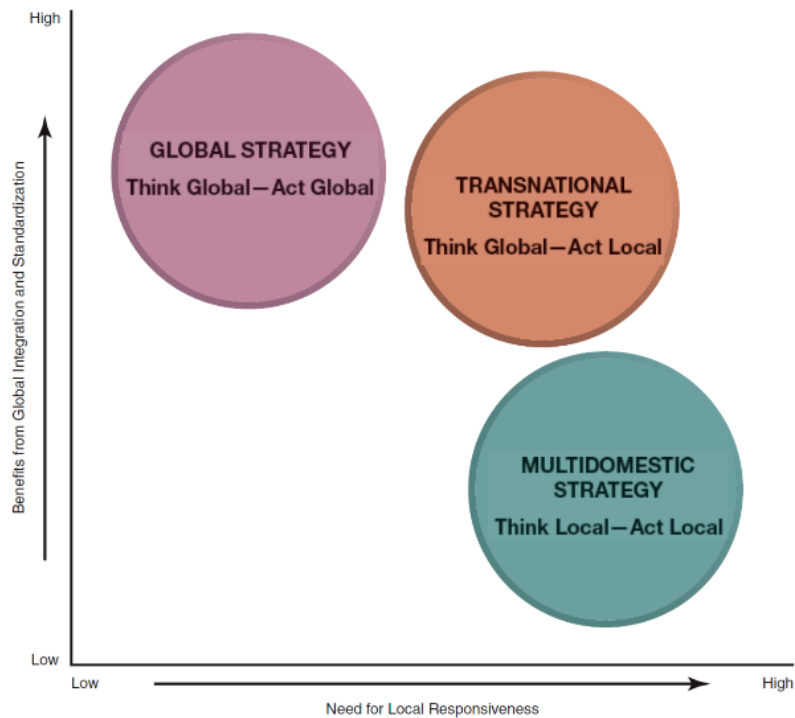 High
GLOBAL STRATEGY
Think Global—Act Global
TRANSNATIONAL
STRATEGY
Think Global—Act Local
MULTIDOMESTIC
STRATEGY
Think Local—Act Local
Benefits from Global Integration and Standardization
Low
Low
High
Need for Local Responsiveness